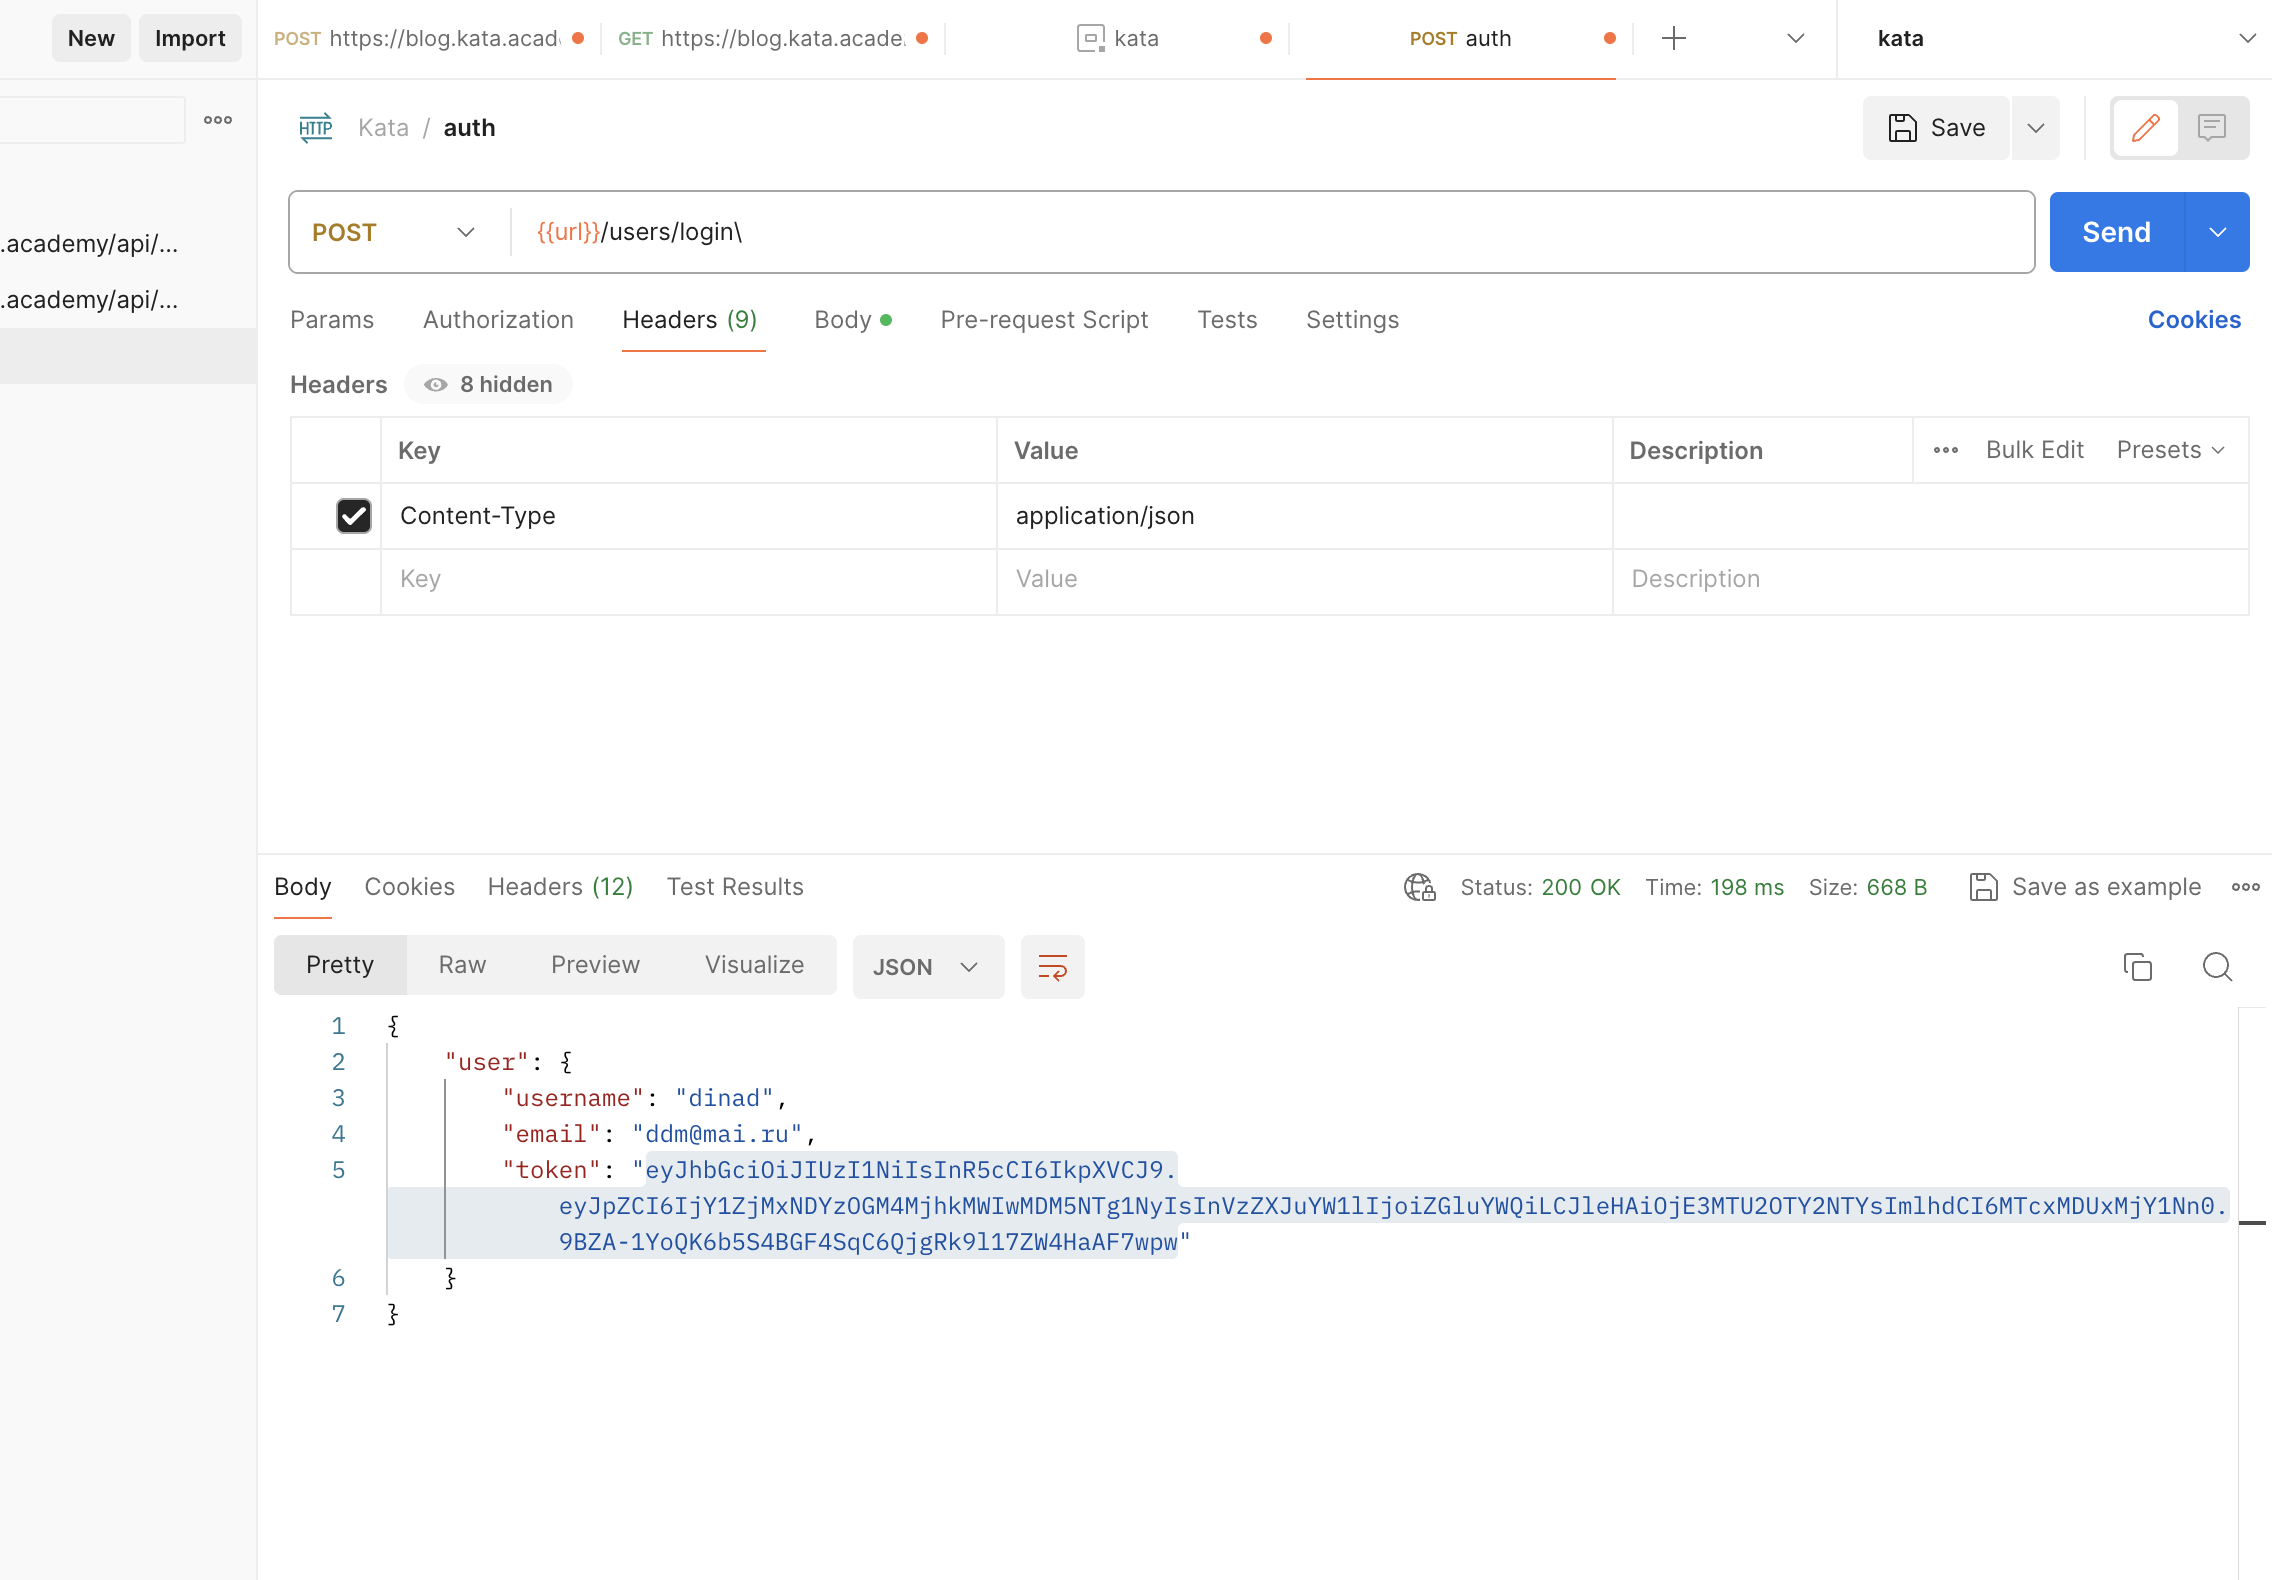 New Import POST https://blog.kata.acad GET https://blog.kata.acade. kata POST auth kata
Kata / auth Save
.academy/api/...
.academy/api/...
POST {{url}}/users/login\ Send
Params Authorization Headers (9) Body Pre-request Script Tests Settings Cookies
Headers 8 hidden
Key Value Description Bulk Edit Presets
Content-Type application/json
Key Value Description
Body Cookies Headers (12) Test Results Status: 200 OK Time: 198 ms Size: 668 B Save as example
Pretty Raw Preview Visualize JSON
1 {
2 "user": {
3 "username": "dinad",
4 "email": "ddm@mai.ru",
5 "token": "eyJhbGciOiJIUzI1NiIsInR5cCI6IkpXVCJ9.
eyJpZCI6IjY1ZjMxNDYzOGM4MjhkMWIwMDM5NTg1NyIsInVzZXJuYW1lIjoiZGluYWQiLCJleHAiOjE3MTU2OTY2NTYsImlhdCI6MTcxMDUxMjY1Nn0.
9BZA-1YoQK6b5S4BGF4SqC6QjgRk9l17ZW4HaAF7wpw"
6 }
7 }